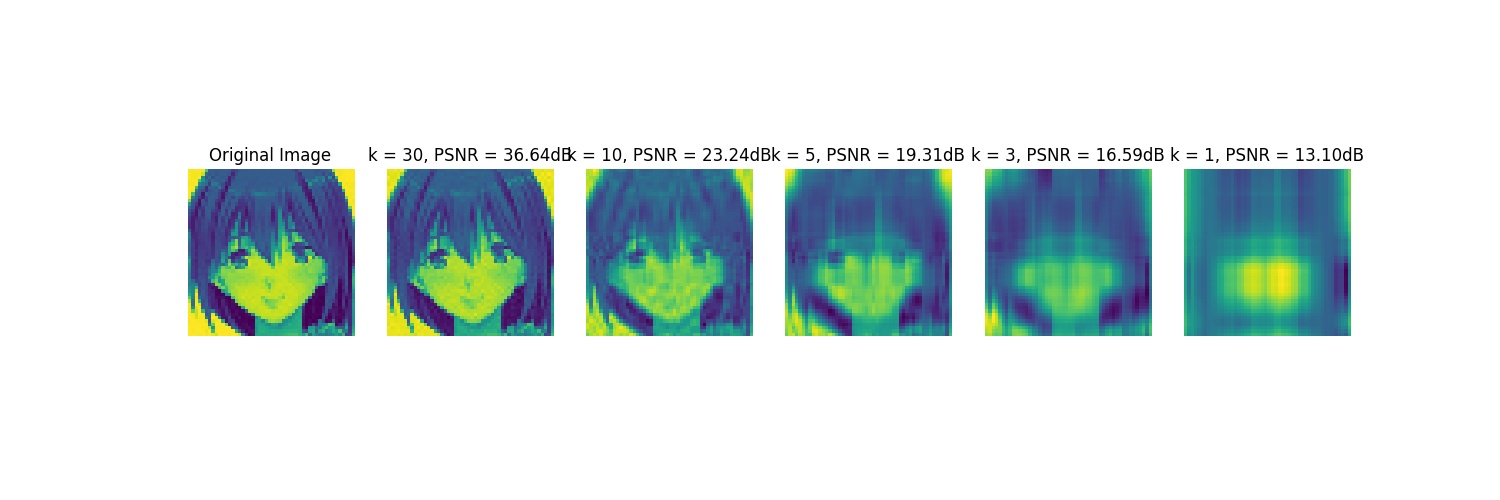 Original Image
k = 30, PSNR = 36.64dB
k = 10, PSNR = 23.24dB
k = 5, PSNR = 19.31dB
k = 3, PSNR = 16.59dB
k = 1, PSNR = 13.10dB